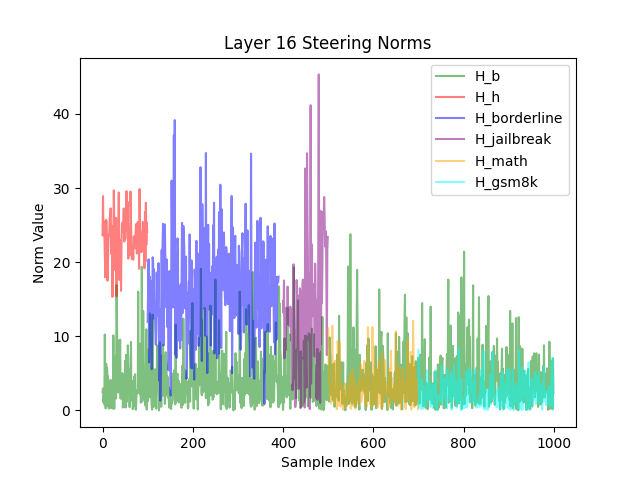 Layer 16 Steering Norms
H_b
H_h
H_borderline
H_jailbreak
H_math
H_gsm8k
Norm Value
40
30
20
10
0
0
200
400
600
800
1000
Sample Index